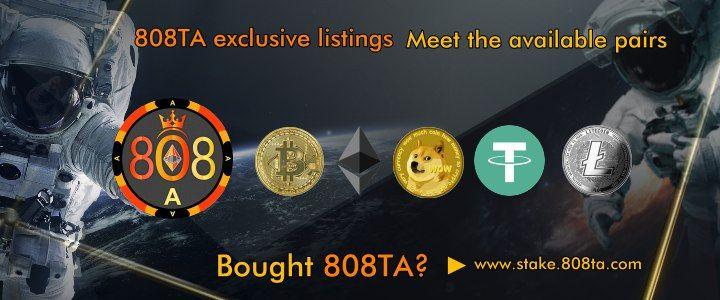 808TA exclusive listings Meet the available pairs
A
808
A
WOW
Bought 808TA? ► www.stake.808ta.com